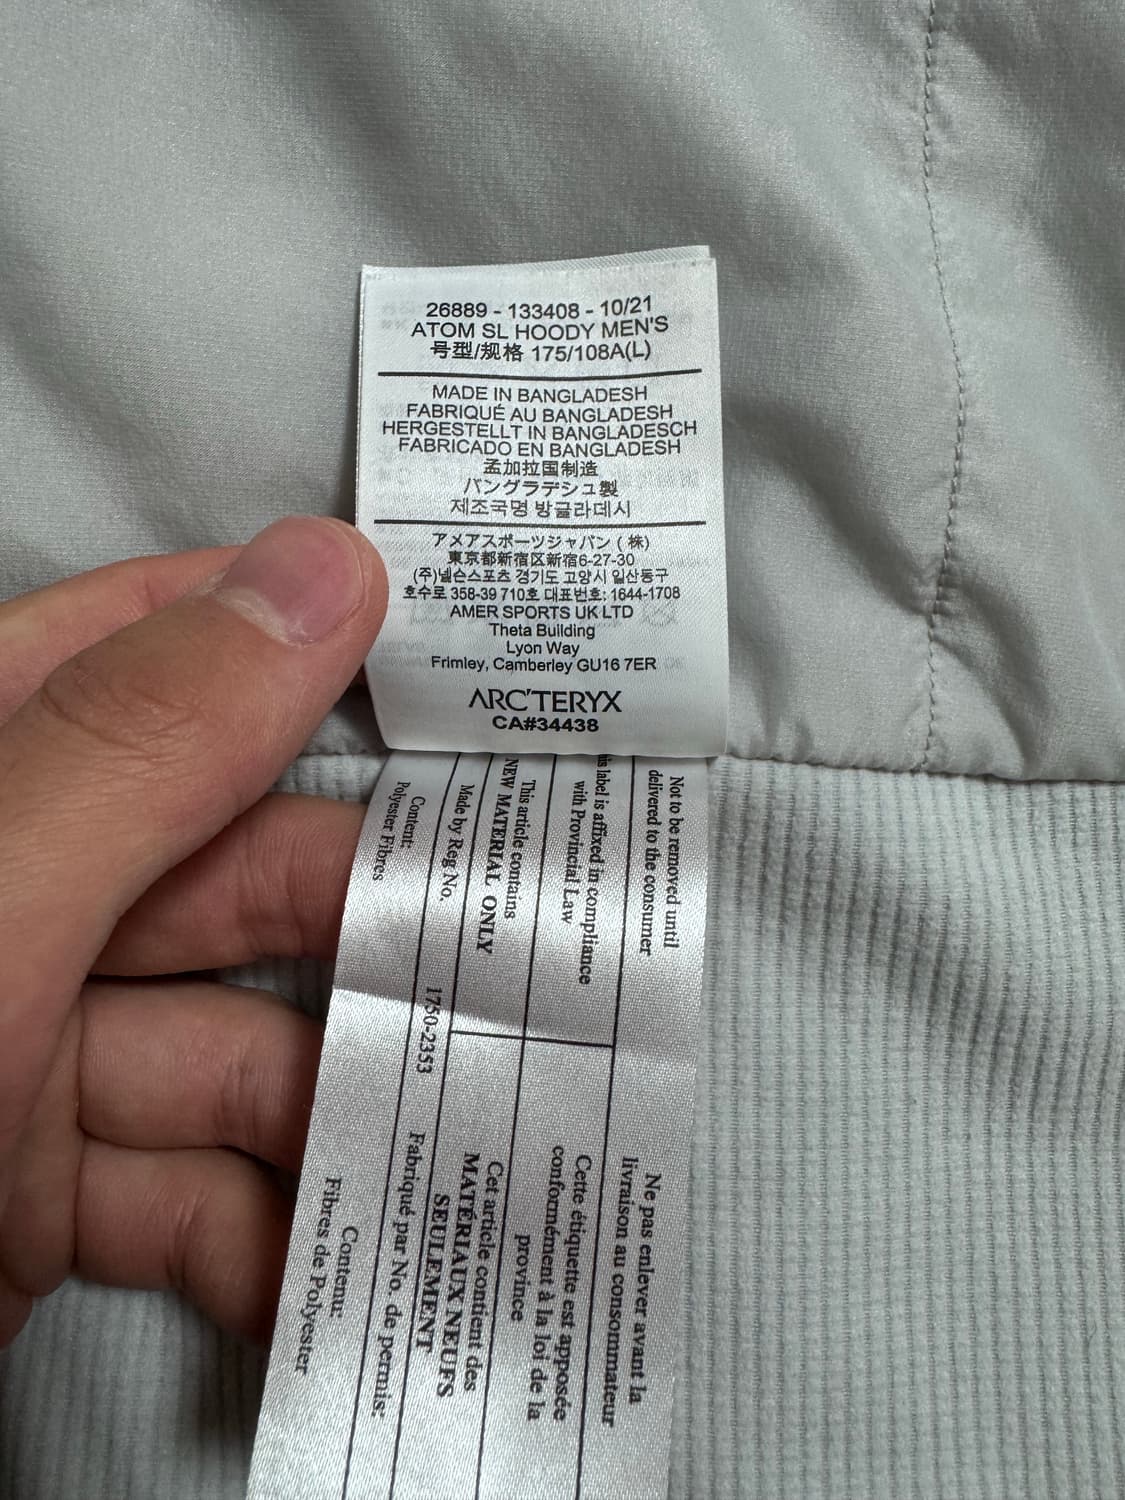 26889 - 133408 - 10/21
ATOM SL HOODY MEN'S
号型/规格 175/108A(L)
MADE IN BANGLADESH
FABRIQUÉ AU BANGLADESH
HERGESTELLT IN BANGLADESCH
FABRICADO EN BANGLADESH
孟加拉国制造
バングラデシュ製
제조국명 방글라데시
アメアスポーツジャパン (株)
東京都新宿区新宿6-27-30
(주)넬슨스포츠 경기도 고양시 일산동구
호수로 358-39 710호 대표번호: 1644-1708
AMER SPORTS UK LTD
Theta Building
Lyon Way
Frimley, Camberley GU16 7ER
ARC'TERYX
CA#34438
Not to be removed until
delivered to the consumer
is label is affixed in compliance
with Provincial Law
This article contains
NEW MATERIAL ONLY
Made by Reg No. 1750-2353
Content:
Polyester Fibres
Ne pas enlever avant la
livraison au consommateur
Cette étiquette est apposée
conformément à la loi de la
province
Cet article contient des
MATÉRIAUX NEUFS
SEULEMENT
Fabriqué par No. de permis:
Contenu:
Fibres de Polyester